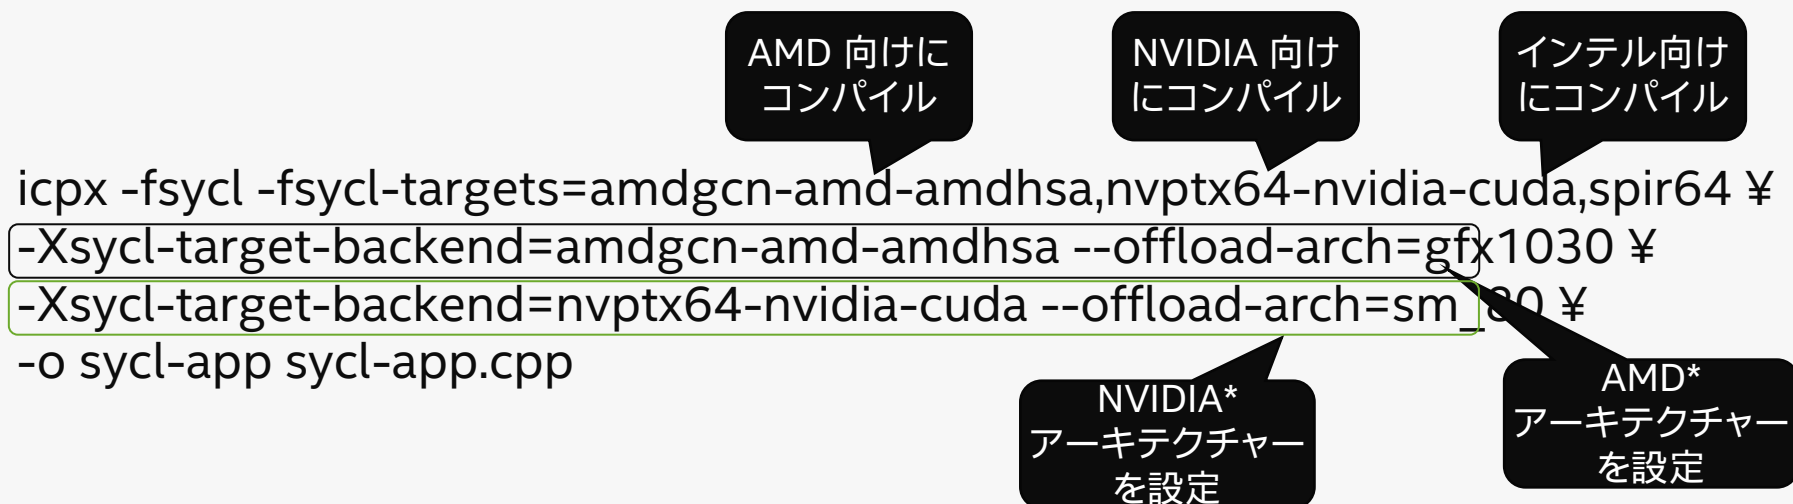 AMD 向けに
コンパイル
NVIDIA 向け
にコンパイル
インテル向け
にコンパイル
icpx -fsycl -fsycl-targets=amdgcn-amd-amdhsa,nvptx64-nvidia-cuda,spir64 ¥
-Xsycl-target-backend=amdgcn-amd-amdhsa --offload-arch=gfx1030 ¥
-Xsycl-target-backend=nvptx64-nvidia-cuda --offload-arch=sm_80 ¥
-o sycl-app sycl-app.cpp
NVIDIA*
アーキテクチャー
を設定
AMD*
アーキテクチャー
を設定